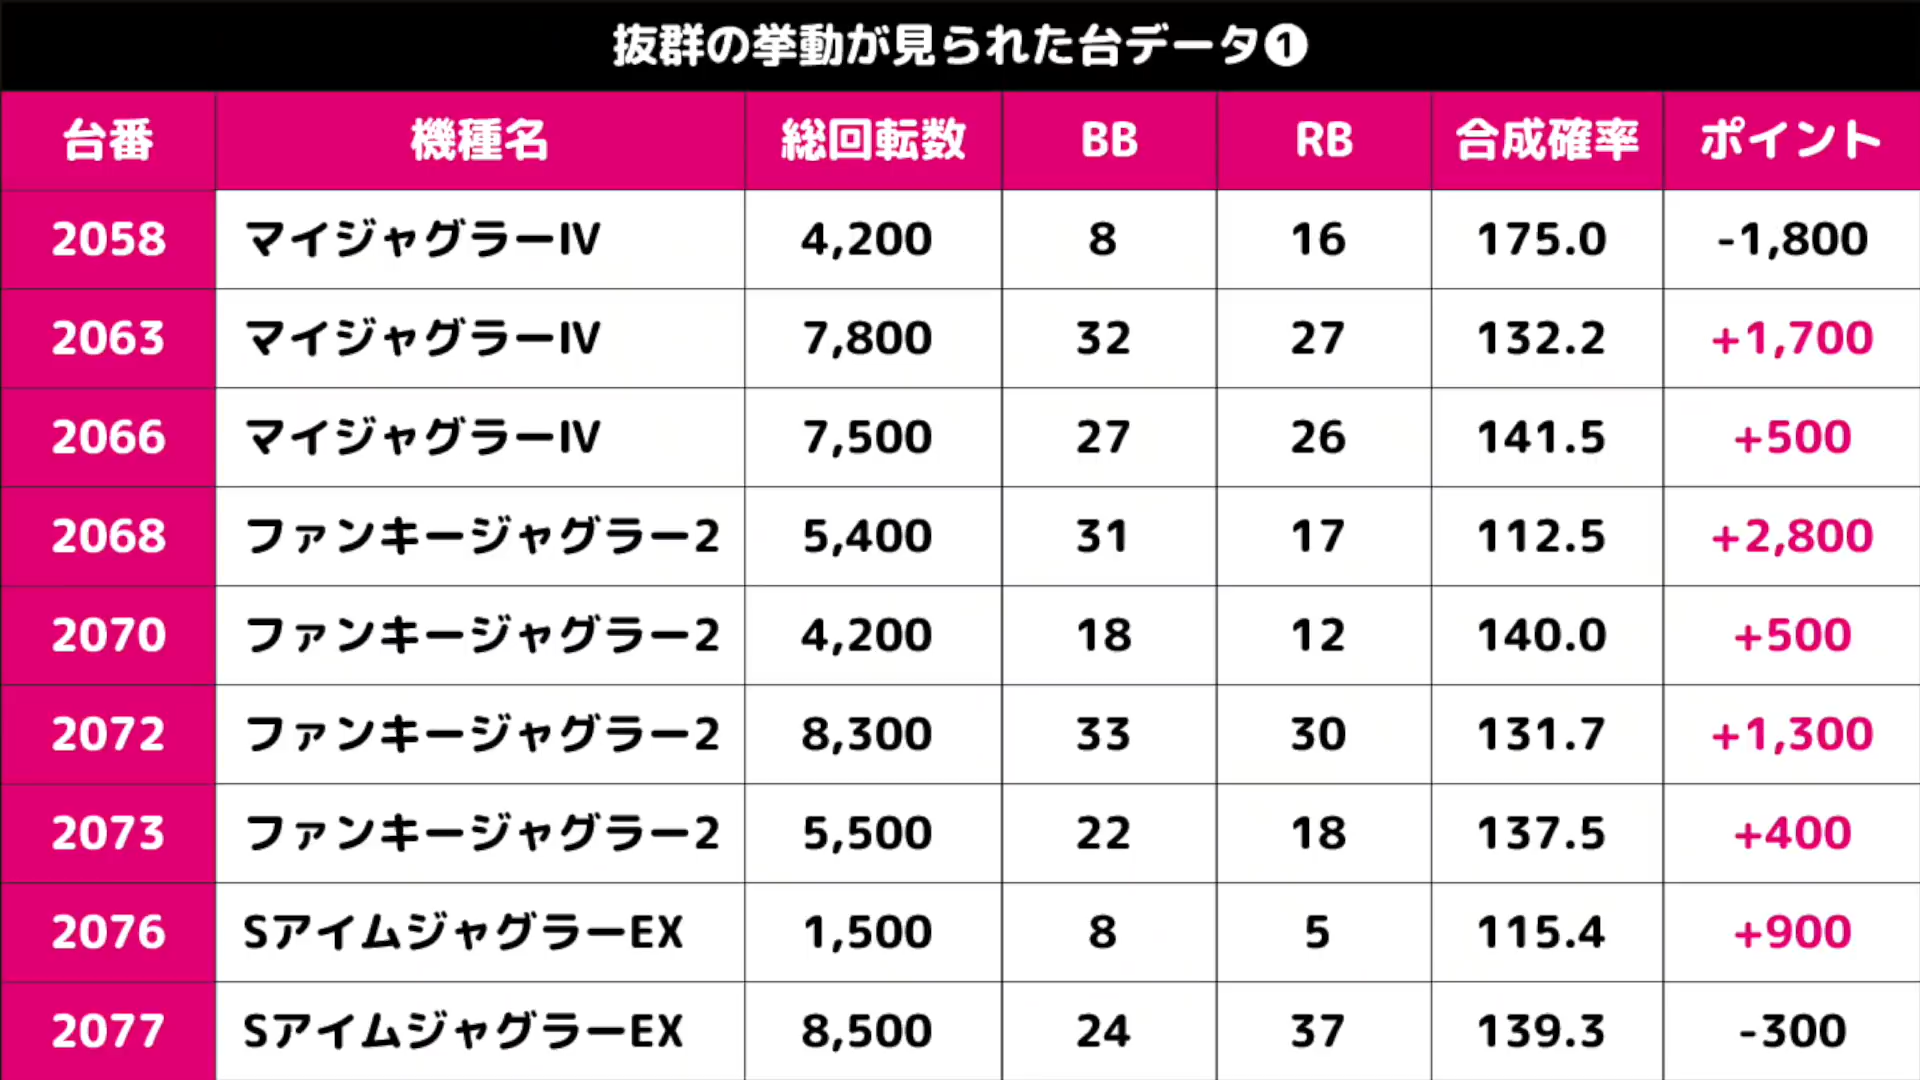 抜群の挙動が見られた台データ❶
台番 機種名 総回転数 BB RB 合成確率 ポイント
2058 マイジャグラーIV 4,200 8 16 175.0 -1,800
2063 マイジャグラーIV 7,800 32 27 132.2 +1,700
2066 マイジャグラーIV 7,500 27 26 141.5 +500
2068 ファンキージャグラー2 5,400 31 17 112.5 +2,800
2070 ファンキージャグラー2 4,200 18 12 140.0 +500
2072 ファンキージャグラー2 8,300 33 30 131.7 +1,300
2073 ファンキージャグラー2 5,500 22 18 137.5 +400
2076 SアイムジャグラーEX 1,500 8 5 115.4 +900
2077 SアイムジャグラーEX 8,500 24 37 139.3 -300